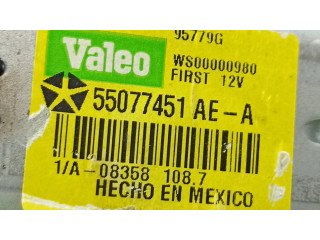 95779G
Valeo
WS00000980
FIRST 12V
55077451 AE-A
1/A-08358 108.7
HECHO EN MEXICO